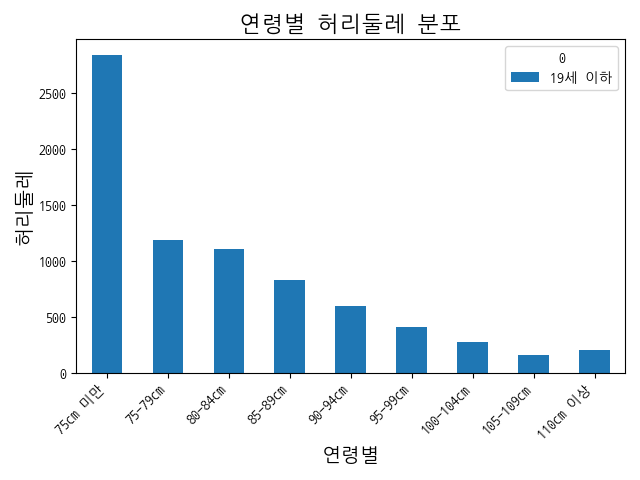 연령별 허리둘레 분포
0
19세 이하
허리둘레
2500
2000
1500
1000
500
0
75cm 미만
75-79cm
80-84cm
85-89cm
90-94cm
95-99cm
100-104cm
105-109cm
110cm 이상
연령별